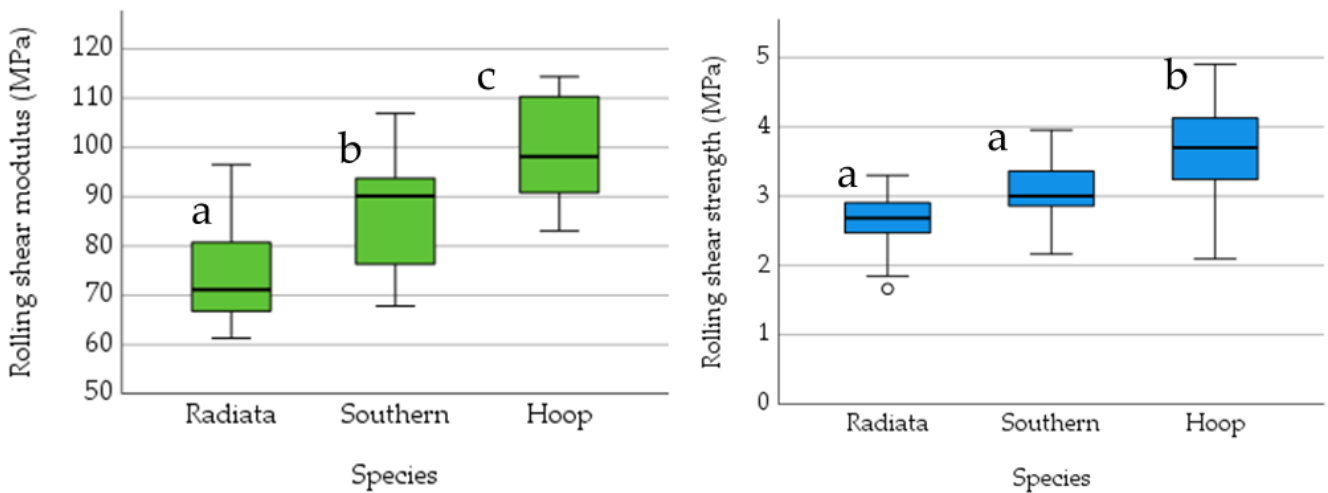 Rolling shear modulus (MPa)
120
110
100
90
80
70
60
50
a
b
c
Radiata Southern Hoop
Species
Rolling shear strength (MPa)
5
4
3
2
1
0
a
a
b
Radiata Southern Hoop
Species